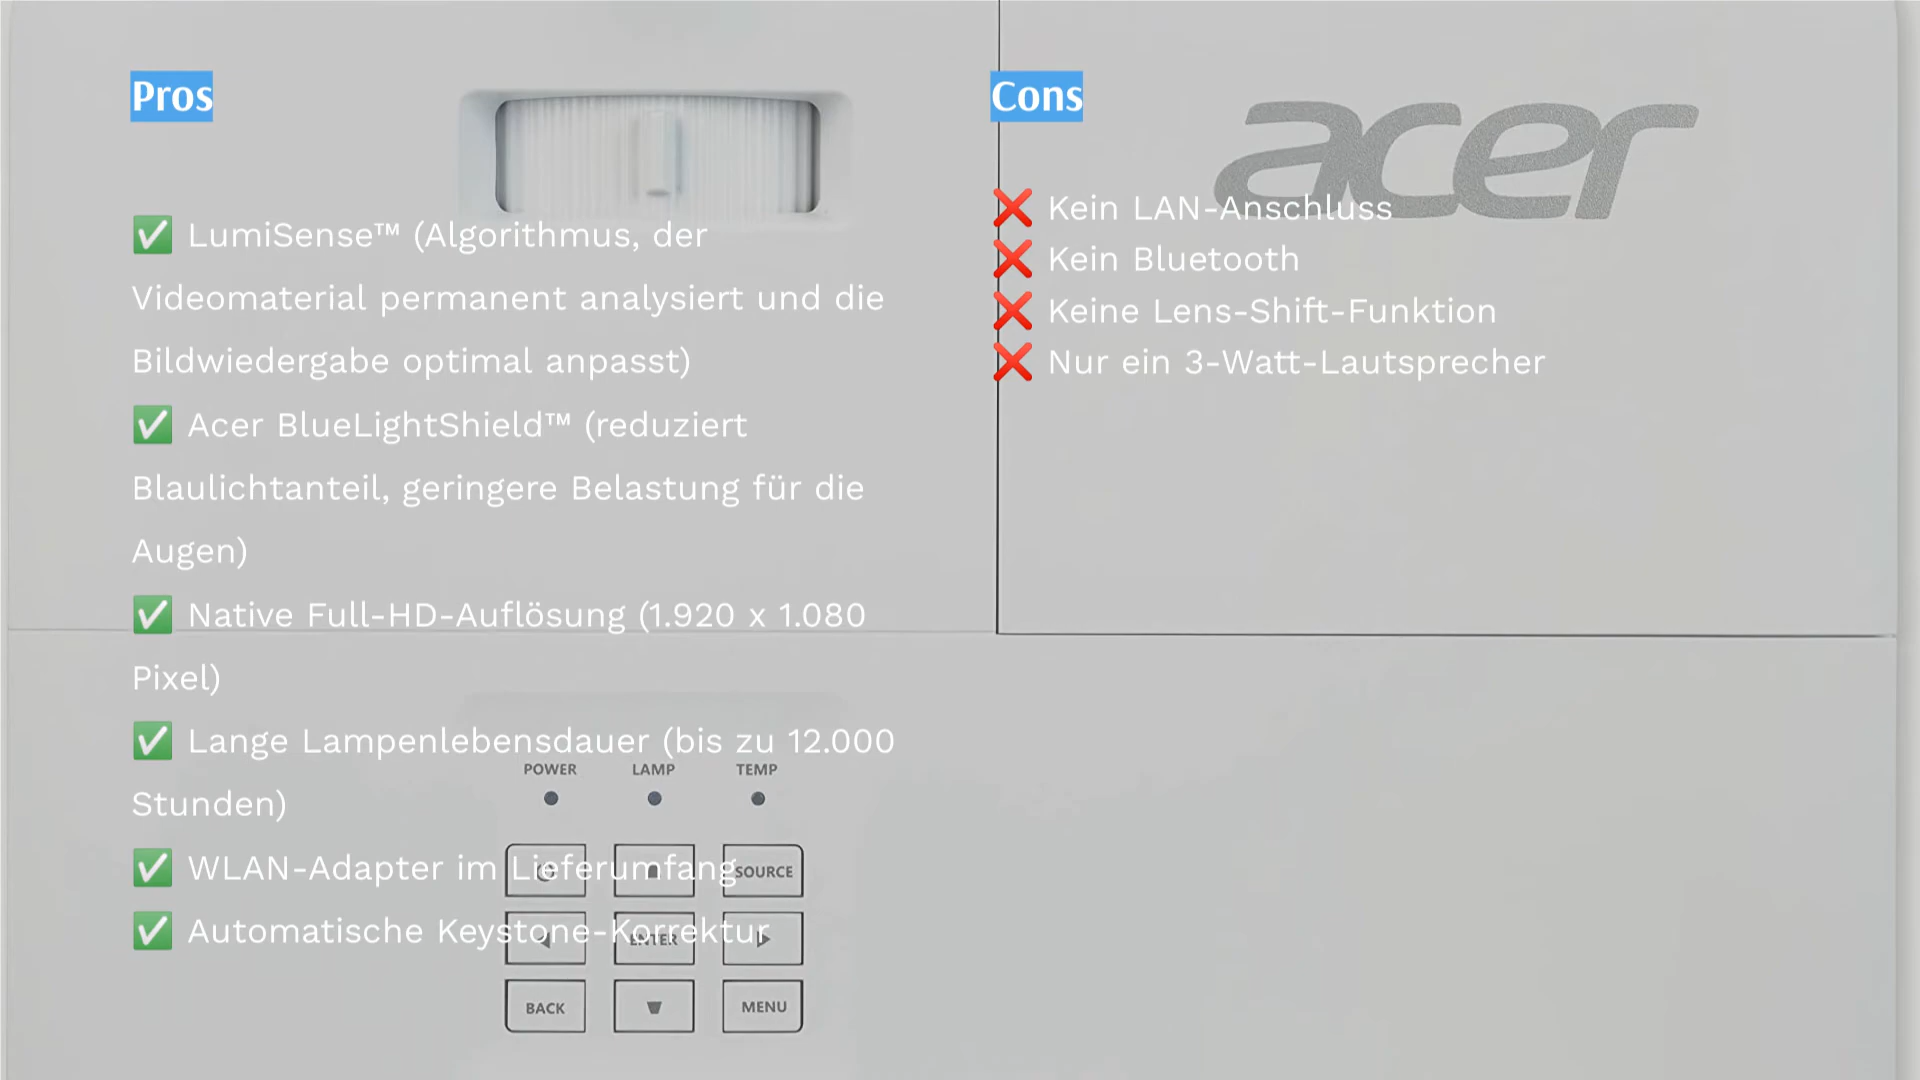 Pros
✅ LumiSense™ (Algorithmus, der
Videomaterial permanent analysiert und die
Bildwiedergabe optimal anpasst)
✅ Acer BlueLightShield™ (reduziert
Blaulichtanteil, geringere Belastung für die
Augen)
✅ Native Full-HD-Auflösung (1.920 x 1.080
Pixel)
✅ Lange Lampenlebensdauer (bis zu 12.000
Stunden)
✅ WLAN-Adapter im Lieferumfang
✅ Automatische Keystone-Korrektur
Cons
❌ Kein LAN-Anschluss
❌ Kein Bluetooth
❌ Keine Lens-Shift-Funktion
❌ Nur ein 3-Watt-Lautsprecher
acer
POWER LAMP TEMP
SOURCE
ENTER
BACK MENU